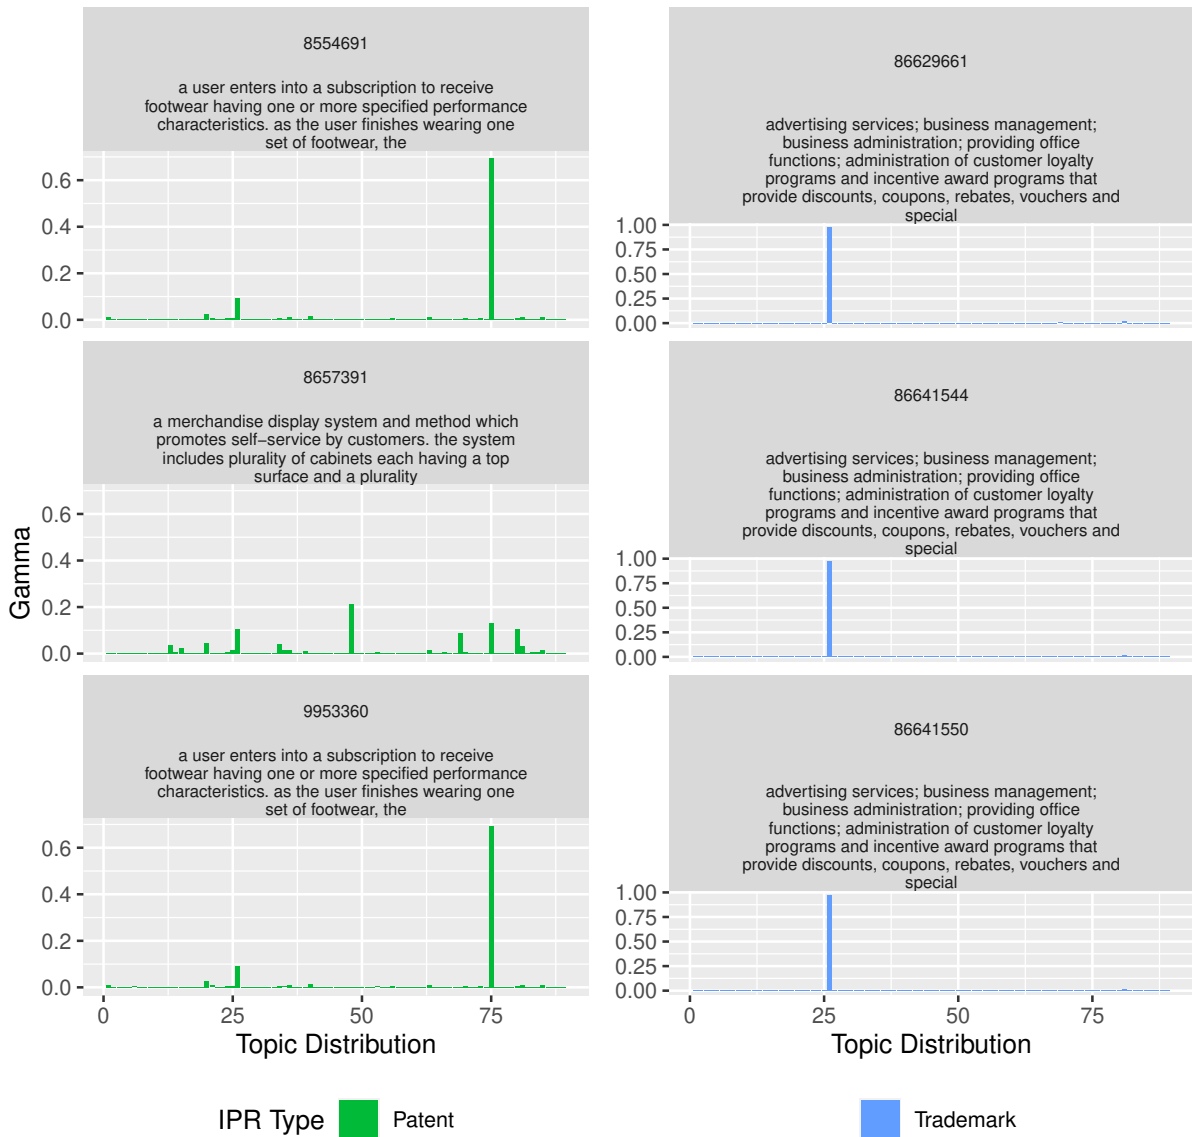 8554691
a user enters into a subscription to receive
footwear having one or more specified performance
characteristics. as the user finishes wearing one
set of footwear, the
0.6
0.4
0.2
0.0
86629661
advertising services; business management;
business administration; providing office
functions; administration of customer loyalty
programs and incentive award programs that
provide discounts, coupons, rebates, vouchers and
special
1.00
0.75
0.50
0.25
0.00
8657391
a merchandise display system and method which
promotes self−service by customers. the system
includes plurality of cabinets each having a top
surface and a plurality
0.6
0.4
0.2
0.0
86641544
advertising services; business management;
business administration; providing office
functions; administration of customer loyalty
programs and incentive award programs that
provide discounts, coupons, rebates, vouchers and
special
1.00
0.75
0.50
0.25
0.00
Gamma
9953360
a user enters into a subscription to receive
footwear having one or more specified performance
characteristics. as the user finishes wearing one
set of footwear, the
0.6
0.4
0.2
0.0
0 25 50 75
Topic Distribution
86641550
advertising services; business management;
business administration; providing office
functions; administration of customer loyalty
programs and incentive award programs that
provide discounts, coupons, rebates, vouchers and
special
1.00
0.75
0.50
0.25
0.00
0 25 50 75
Topic Distribution
IPR Type Patent Trademark